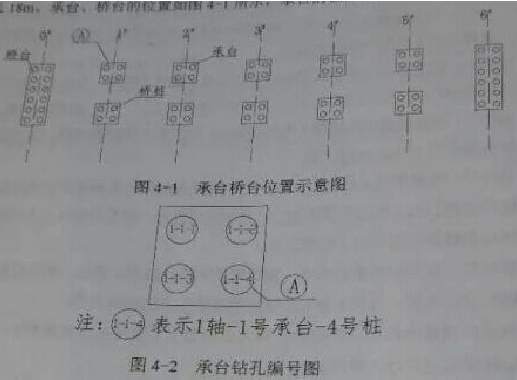 18m，承台、桥台的位置如图4-1所示，承台
0# 1# 2# 3# 4# 5# 6#
桥台 A 承台
桥桩
图4-1 承台桥台位置示意图
1-1-1 1-1-2
1-1-3 1-1-4 A
注：1-1-4 表示1轴-1号承台-4号桩
图4-2 承台钻孔编号图